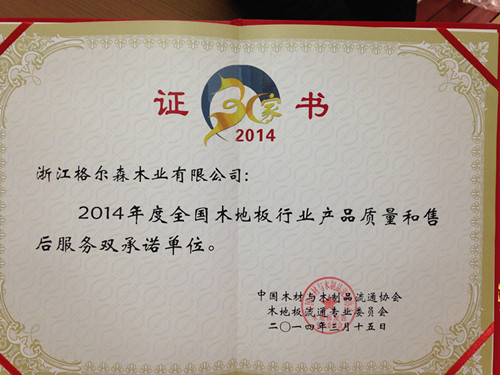 证 30家 书
2014
浙江格尔森木业有限公司:
2014年度全国木地板行业产品质量和售
后服务双承诺单位。
中国木材与木制品流通协会
木地板流通专业委员会
二〇一四年三月十五日